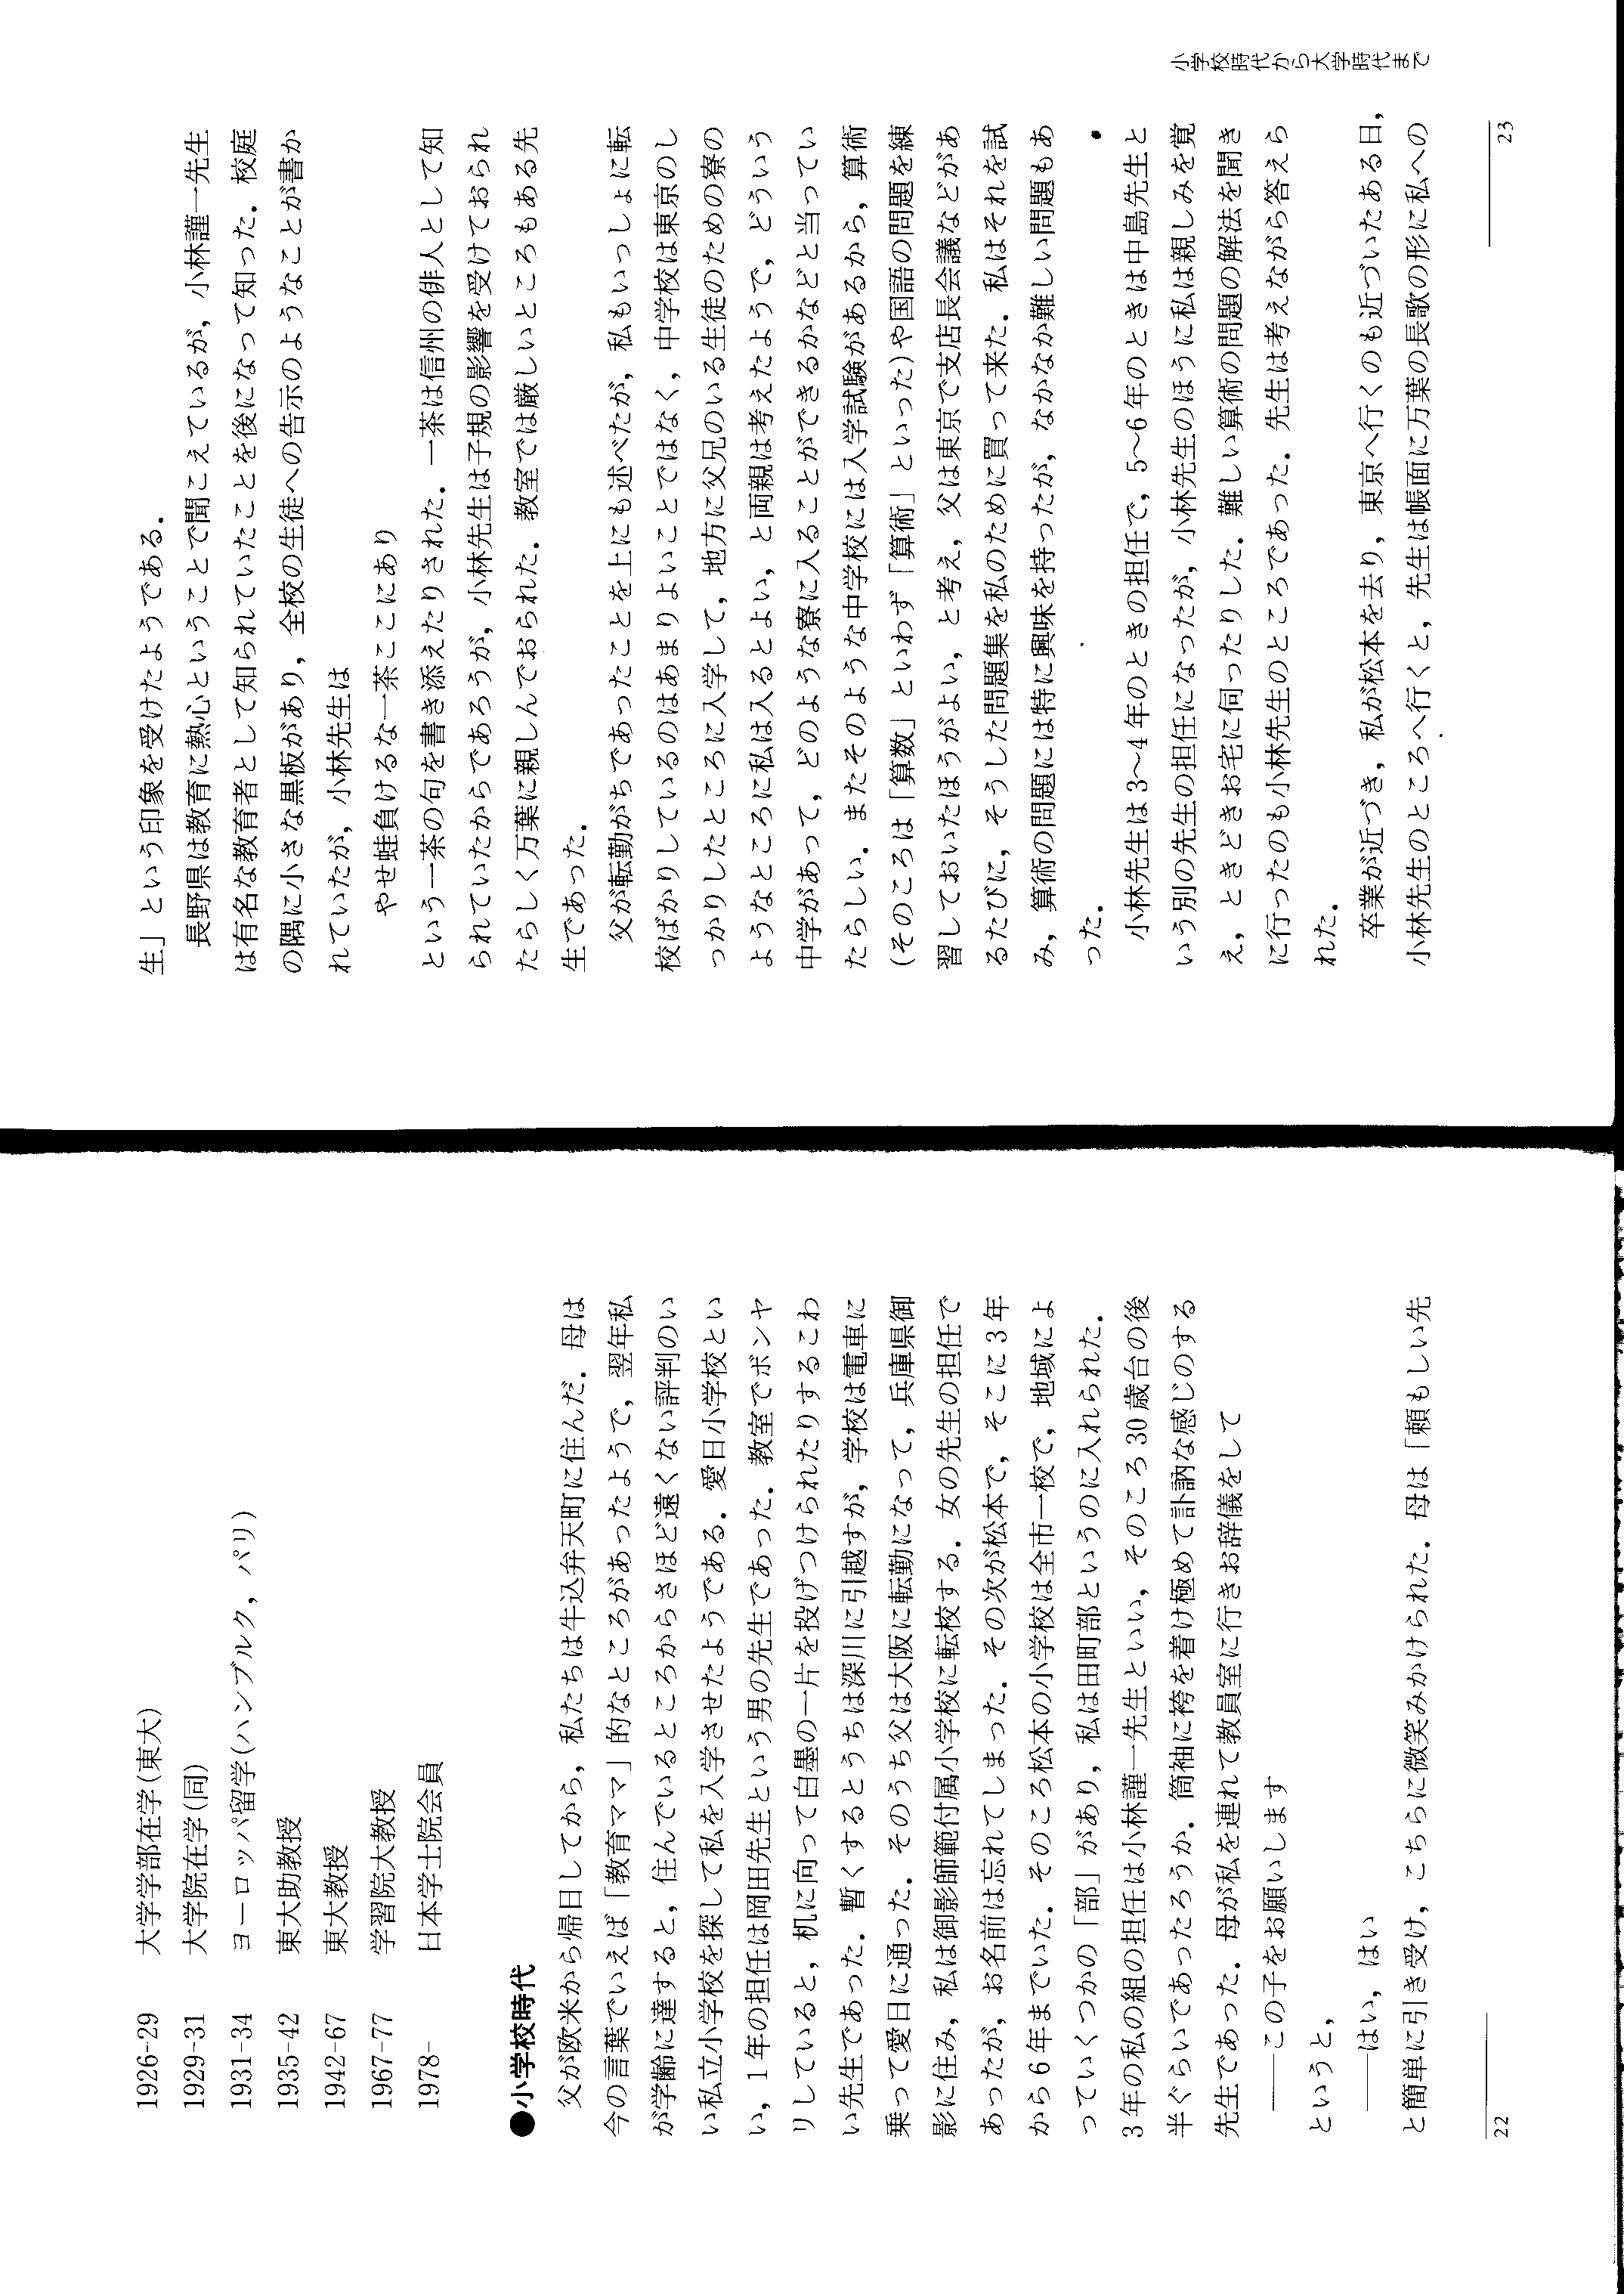 1926-29　大学学部在学(東大)
1929-31　大学院在学(同)
1931-34　ヨーロッパ留学(ハンブルク，パリ)
1935-42　東大助教授
1942-67　東大教授
1967-77　学習院大教授
1978-　日本学士院会員
●小学校時代
父が欧米から帰日してから，私たちは牛込弁天町に住んだ．母は
今の言葉でいえば「教育ママ」的なところがあったようで，翌年私
が学齢に達すると，住んでいるところからさほど遠くない評判のい
い私立小学校を探して私を入学させたようである．愛日小学校とい
い，1年の担任は岡田先生という男の先生であった．教室でボンヤ
リしていると，机に向って白墨の一片を投げつけられたりするこわ
い先生であった．暫くするとうちは深川に引越すが，学校は電車に
乗って愛日に通った．そのうち父は大阪に転勤になって，兵庫県御
影に住み，私は御影師範付属小学校に転校する．女の先生の担任で
あったが，お名前は忘れてしまった．その次が松本で，そこに3年
から6年までいた．そのころ松本の小学校は全市一校で，地域によ
っていくつかの「部」があり，私は田町部というのに入れられた．
3年の私の組の担任は小林謹一先生といい，そのころ30歳台の後
半ぐらいであったろうか．筒袖に袴を着け極めて訃訥な感じのする
先生であった．母が私を連れて教員室に行きお辞儀をして
――この子をお願いします
というと，
――はい，はい
と簡単に引き受け，こちらに微笑みかけられた．母は「頼もしい先
22
生」という印象を受けたようである．
長野県は教育に熱心ということで聞こえているが，小林謹一先生
は有名な教育者として知られていたことを後になって知った．校庭
の隅に小さな黒板があり，全校の生徒への告示のようなことが書か
れていたが，小林先生は
やせ蛙負けるな一茶ここにあり
という一茶の句を書き添えたりされた．一茶は信州の俳人として知
られていたからであろうが，小林先生は子規の影響を受けておられ
たらしく万葉に親しんでおられた．教室では厳しいところもある先
生であった．
父が転勤がちであったことを上にも述べたが，私もいっしょに転
校ばかりしているのはあまりよいことではなく，中学校は東京のし
っかりしたところに入学して，地方に父兄のいる生徒のための寮の
ようなところに私は入るとよい，と両親は考えたようで，どういう
中学があって，どのような寮に入ることができるかなどと当ってい
たらしい．またそのような中学校には入学試験があるから，算術
(そのころは「算数」といわず「算術」といった)や国語の問題を練
習しておいたほうがよい，と考え，父は東京で支店長会議などがあ
るたびに，そうした問題集を私のために買って来た．私はそれを試
み，算術の問題には特に興味を持ったが，なかなか難しい問題もあ
った．
小林先生は3〜4年のときの担任で，5〜6年のときは中島先生と
いう別の先生の担任になったが，小林先生のほうに私は親しみを覚
え，ときどきお宅に伺ったりした．難しい算術の問題の解法を聞き
に行ったのも小林先生のところであった．先生は考えながら答えら
れた．
卒業が近づき，私が松本を去り，東京へ行くのも近づいたある日，
小林先生のところへ行くと，先生は帳面に万葉の長歌の形に私への
小学校時代から大学時代まで
23